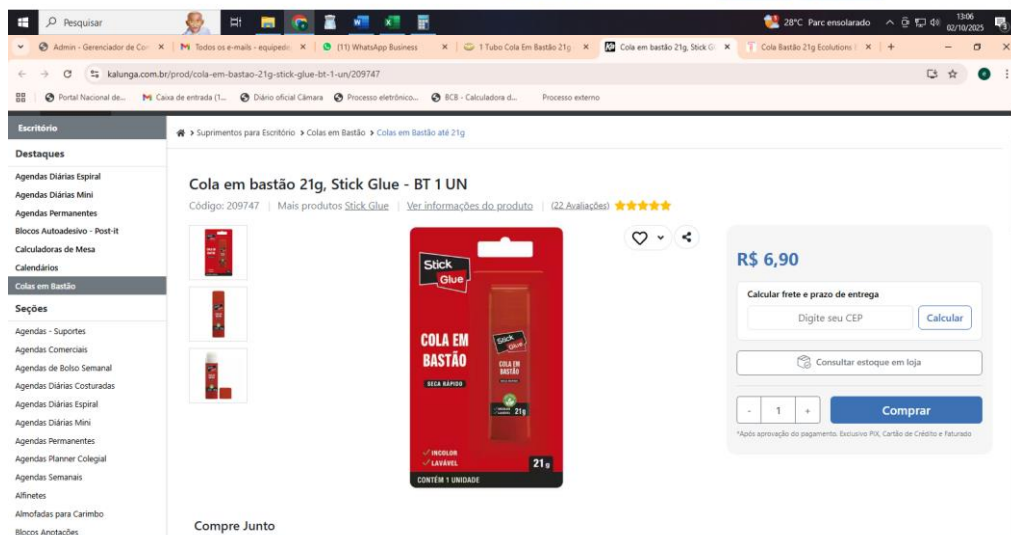 Pesquisar
28°C Parc ensolarado
13:06
02/10/2025
Admin - Gerenciador de Con
Todos os e-mails - equipedc
(11) WhatsApp Business
1 Tubo Cola Em Bastão 21g
Cola em bastão 21g, Stick Gl
Cola Bastão 21g Ecolutions
kalunga.com.br/prod/cola-em-bastao-21g-stick-glue-bt-1-un/209747
Portal Nacional de...
Caixa de entrada (1...
Diário oficial Câmara
Processo eletrônico...
BCB - Calculadora d...
Processo externo
Escritório
Suprimentos para Escritório > Colas em Bastão > Colas em Bastão até 21g
Destaques
Agendas Diárias Espiral
Agendas Diárias Mini
Agendas Permanentes
Blocos Autoadesivo - Post-it
Calculadoras de Mesa
Calendários
Colas em Bastão
Seções
Agendas - Suportes
Agendas Comerciais
Agendas de Bolso Semanal
Agendas Diárias Costuradas
Agendas Diárias Espiral
Agendas Diárias Mini
Agendas Permanentes
Agendas Planner Colegial
Agendas Semanais
Alfinetes
Almofadas para Carimbo
Blocos Anotações
Cola em bastão 21g, Stick Glue - BT 1 UN
Código: 209747 | Mais produtos Stick Glue | Ver informações do produto | (22 Avaliações)
Stick
Glue
COLA EM
BASTÃO
SECA RÁPIDO
Stick
Glue
COLA EM
BASTÃO
21g
INCOLOR
LAVÁVEL
21g
CONTÉM 1 UNIDADE
R$ 6,90
Calcular frete e prazo de entrega
Digite seu CEP
Calcular
Consultar estoque em loja
- 1 +
Comprar
*Após aprovação do pagamento. Exclusivo PIX, Cartão de Crédito e Faturado
Compre Junto